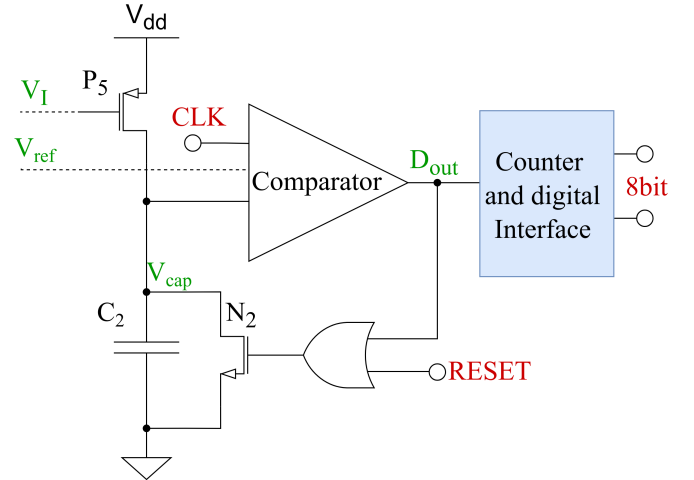 Vdd
P5
VI
CLK
Vref
Dout
Comparator
Counter
and digital
Interface
8bit
Vcap
C2
N2
RESET